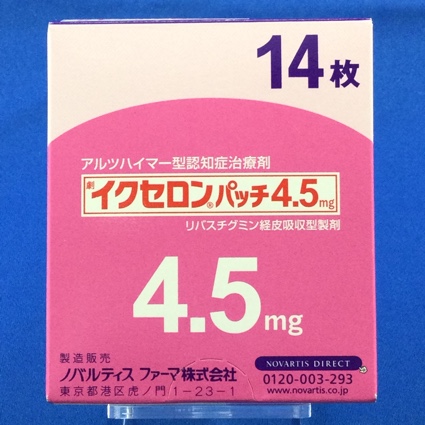 14枚
アルツハイマー型認知症治療剤
劇 イクセロン®パッチ4.5mg
リバスチグミン経皮吸収型製剤
4.5mg
製造販売
ノバルティス ファーマ株式会社
東京都港区虎ノ門1-23-1
NOVARTIS DIRECT
0120-003-293
www.novartis.co.jp